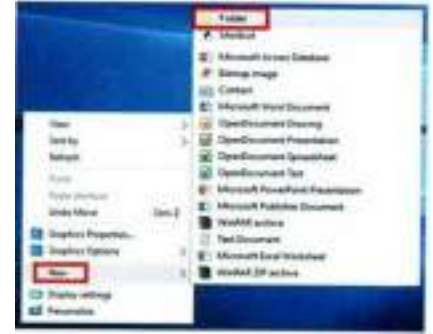 View
Sort by
Refresh
Paste
Paste shortcut
Undo Move Ctrl+Z
Graphics Properties...
Graphics Options
New
Display settings
Personalize
Folder
Shortcut
Microsoft Access Database
Bitmap image
Contact
Microsoft Word Document
OpenDocument Drawing
OpenDocument Presentation
OpenDocument Spreadsheet
OpenDocument Text
Microsoft PowerPoint Presentation
Microsoft Publisher Document
WinRAR archive
Text Document
Microsoft Excel Worksheet
WinRAR ZIP archive